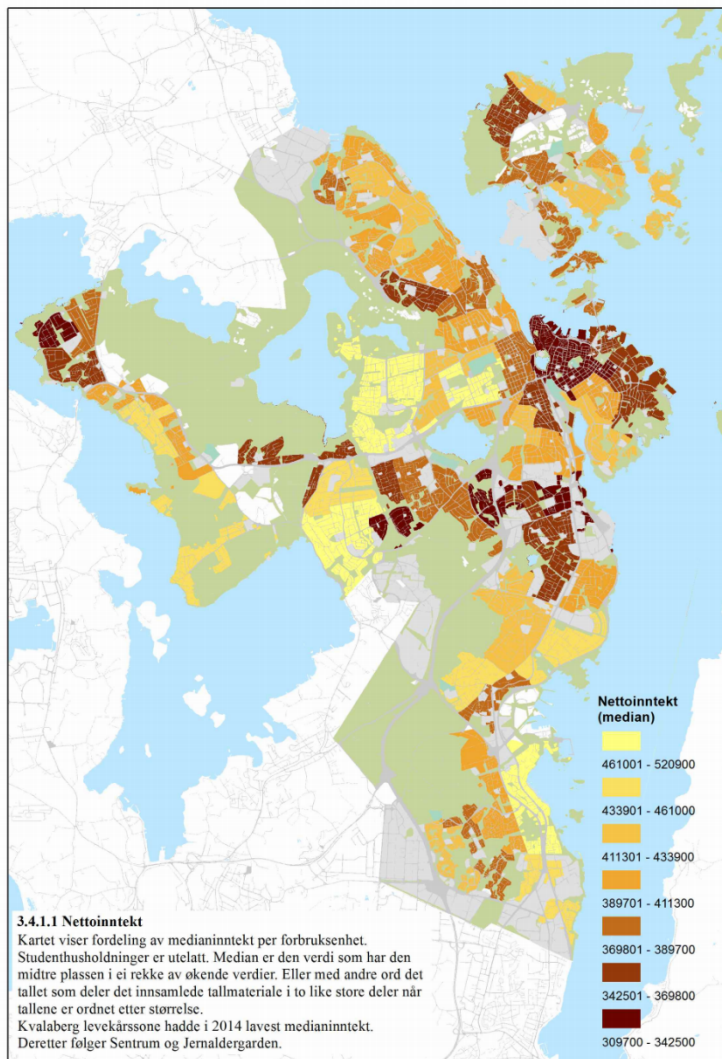 Nettoinntekt
(median)
461001 - 520900
433901 - 461000
411301 - 433900
389701 - 411300
369801 - 389700
342501 - 369800
309700 - 342500
3.4.1.1 Nettoinntekt
Kartet viser fordeling av medianinntekt per forbruksenhet.
Studenthusholdninger er utelatt. Median er den verdi som har den
midtre plassen i ei rekke av økende verdier. Eller med andre ord det
tallet som deler det innsamlede tallmateriale i to like store deler når
tallene er ordnet etter størrelse.
Kvalaberg levekårssone hadde i 2014 lavest medianinntekt.
Deretter følger Sentrum og Jernaldergarden.